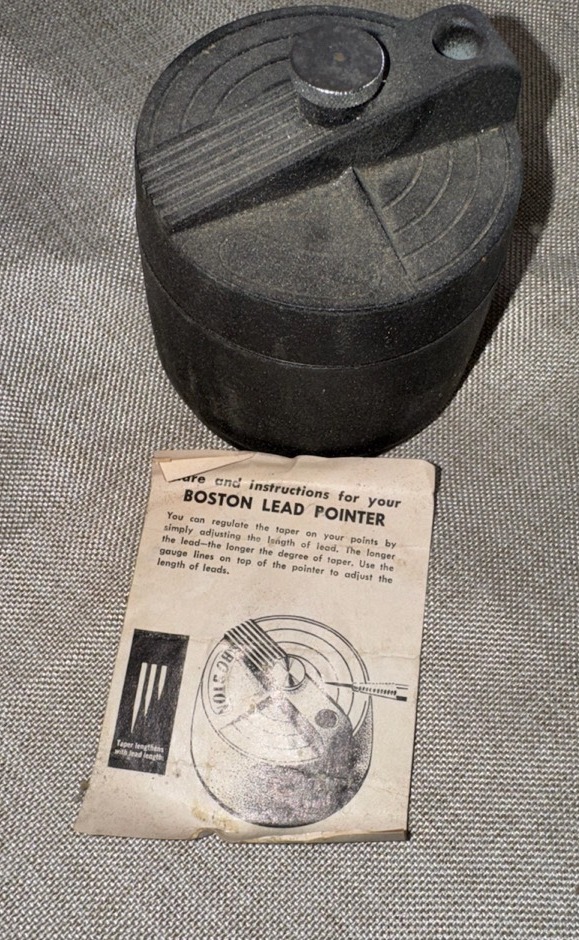 are and instructions for your
BOSTON LEAD POINTER
You can regulate the taper on your points by
simply adjusting the length of lead. The longer
the lead—the longer the degree of taper. Use the
gauge lines on top of the pointer to adjust the
length of leads.
BOSTON
Taper lengthens
with lead length